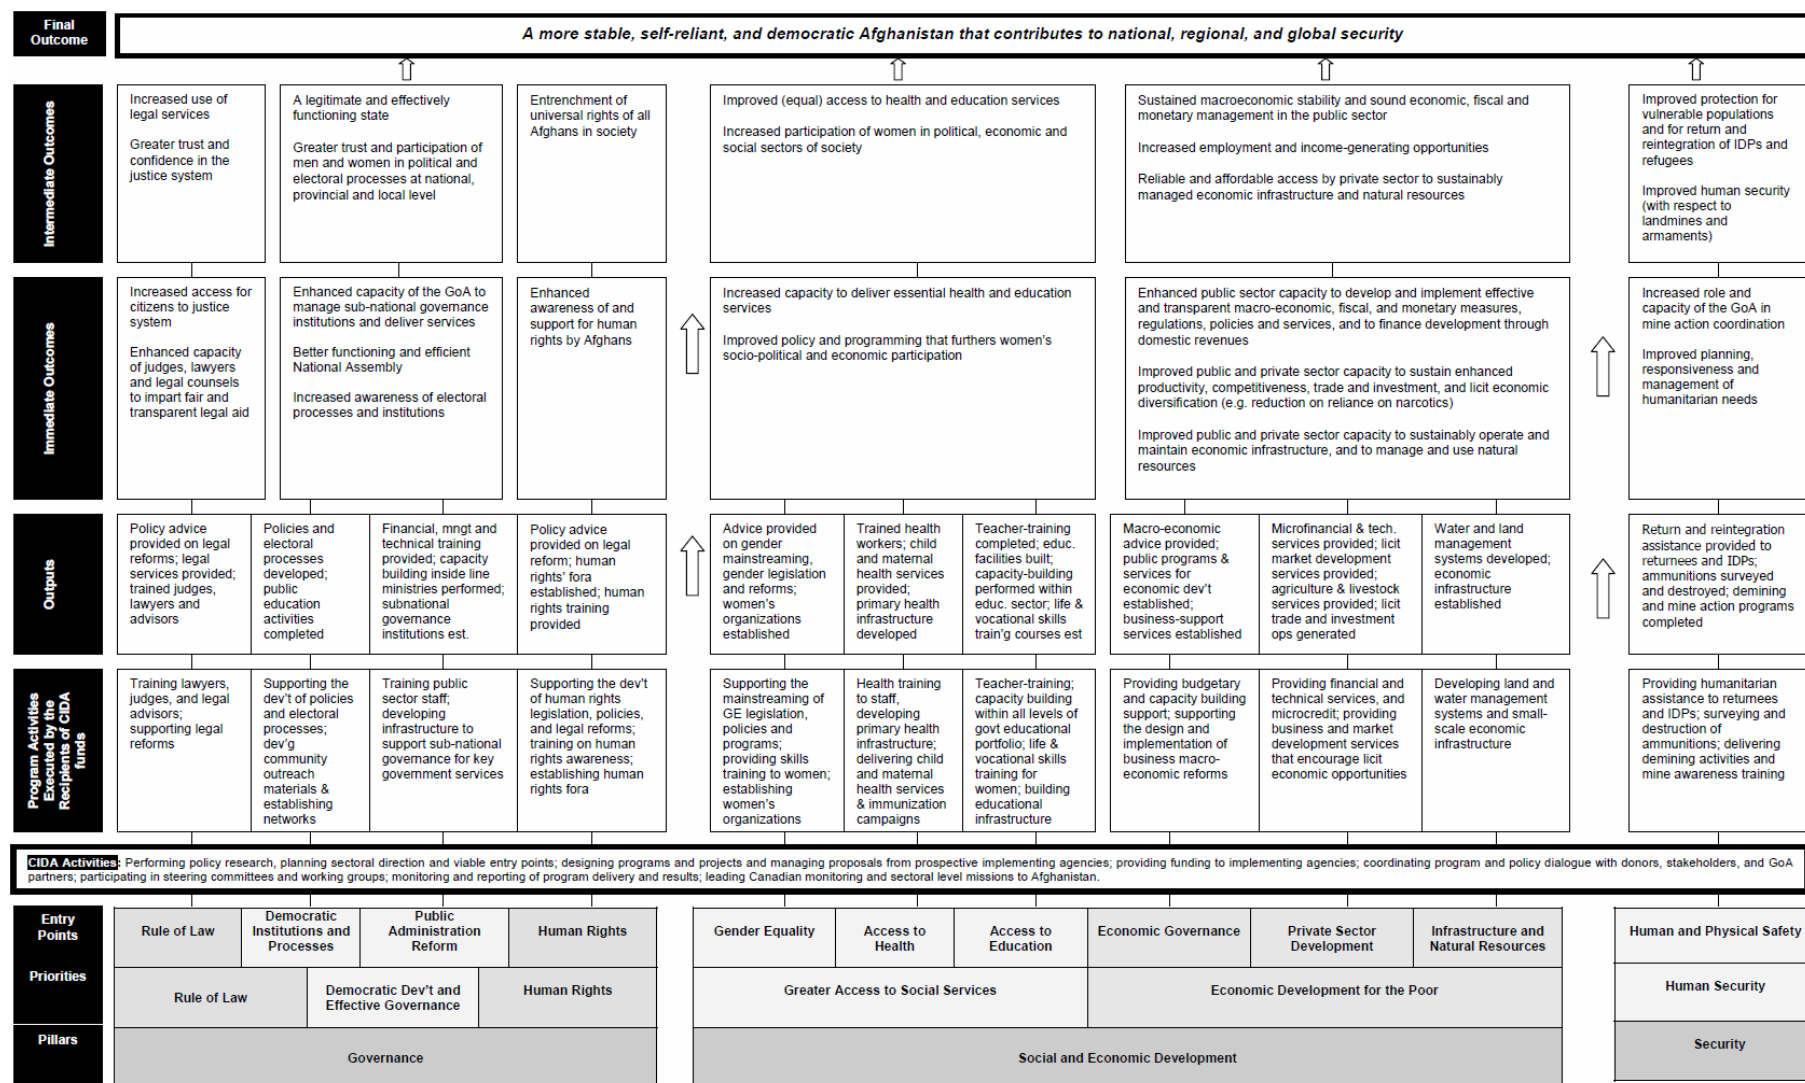 Final
Outcome
A more stable, self-reliant, and democratic Afghanistan that contributes to national, regional, and global security
Intermediate Outcomes
Increased use of
legal services
Greater trust and
confidence in the
justice system
A legitimate and effectively
functioning state
Greater trust and participation of
men and women in political and
electoral processes at national,
provincial and local level
Entrenchment of
universal rights of all
Afghans in society
Improved (equal) access to health and education services
Increased participation of women in political, economic and
social sectors of society
Sustained macroeconomic stability and sound economic, fiscal and
monetary management in the public sector
Increased employment and income-generating opportunities
Reliable and affordable access by private sector to sustainably
managed economic infrastructure and natural resources
Improved protection for
vulnerable populations
and for return and
reintegration of IDPs and
refugees
Improved human security
(with respect to
landmines and
armaments)
Immediate Outcomes
Increased access for
citizens to justice
system
Enhanced capacity
of judges, lawyers
and legal counsels
to impart fair and
transparent legal aid
Enhanced capacity of the GoA to
manage sub-national governance
institutions and deliver services
Better functioning and efficient
National Assembly
Increased awareness of electoral
processes and institutions
Enhanced
awareness of and
support for human
rights by Afghans
Increased capacity to deliver essential health and education
services
Improved policy and programming that furthers women's
socio-political and economic participation
Enhanced public sector capacity to develop and implement effective
and transparent macro-economic, fiscal, and monetary measures,
regulations, policies and services, and to finance development through
domestic revenues
Improved public and private sector capacity to sustain enhanced
productivity, competitiveness, trade and investment, and licit economic
diversification (e.g. reduction on reliance on narcotics)
Improved public and private sector capacity to sustainably operate and
maintain economic infrastructure, and to manage and use natural
resources
Increased role and
capacity of the GoA in
mine action coordination
Improved planning,
responsiveness and
management of
humanitarian needs
Outputs
Policy advice
provided on legal
reforms; legal
services provided;
trained judges,
lawyers and
advisors
Policies and
electoral
processes
developed;
public
education
activities
completed
Financial, mngt and
technical training
provided; capacity
building inside line
ministries performed;
subnational
governance
institutions est.
Policy advice
provided on legal
reform; human
rights' fora
established; human
rights training
provided
Advice provided
on gender
mainstreaming,
gender legislation
and reforms;
women's
organizations
established
Trained health
workers; child
and maternal
health services
provided;
primary health
infrastructure
developed
Teacher-training
completed; educ.
facilities built;
capacity-building
performed within
educ. sector; life &
vocational skills
train'g courses est
Macro-economic
advice provided;
public programs &
services for
economic dev't
established;
business-support
services established
Microfinancial & tech.
services provided; licit
market development
services provided;
agriculture & livestock
services provided; licit
trade and investment
ops generated
Water and land
management
systems developed;
economic
infrastructure
established
Return and reintegration
assistance provided to
returnees and IDPs;
ammunitions surveyed
and destroyed; demining
and mine action programs
completed
Program Activities
Executed by the
Recipients of CIDA
funds
Training lawyers,
judges, and legal
advisors;
supporting legal
reforms
Supporting the
dev't of policies
and electoral
processes;
dev'g
community
outreach
materials &
establishing
networks
Training public
sector staff;
developing
infrastructure to
support sub-national
governance for key
government services
Supporting the dev't
of human rights
legislation, policies,
and legal reforms;
training on human
rights awareness;
establishing human
rights fora
Supporting the
mainstreaming of
GE legislation,
policies and
programs;
providing skills
training to women;
establishing
women's
organizations
Health training
to staff,
developing
primary health
infrastructure;
delivering child
and maternal
health services
& immunization
campaigns
Teacher-training;
capacity building
within all levels of
govt educational
portfolio; life &
vocational skills
training for
women; building
educational
infrastructure
Providing budgetary
and capacity building
support; supporting
the design and
implementation of
business macro-
economic reforms
Providing financial and
technical services, and
microcredit; providing
business and market
development services
that encourage licit
economic opportunities
Developing land and
water management
systems and small-
scale economic
infrastructure
Providing humanitarian
assistance to returnees
and IDPs; surveying and
destruction of
ammunitions; delivering
demining activities and
mine awareness training
CIDA Activities: Performing policy research, planning sectoral direction and viable entry points; designing programs and projects and managing proposals from prospective implementing agencies; providing funding to implementing agencies; coordinating program and policy dialogue with donors, stakeholders, and GoA
partners; participating in steering committees and working groups; monitoring and reporting of program delivery and results; leading Canadian monitoring and sectoral level missions to Afghanistan.
Entry
Points
Rule of Law
Democratic
Institutions and
Processes
Public
Administration
Reform
Human Rights
Gender Equality
Access to
Health
Access to
Education
Economic Governance
Private Sector
Development
Infrastructure and
Natural Resources
Human and Physical Safety
Priorities
Rule of Law
Democratic Dev't and
Effective Governance
Human Rights
Greater Access to Social Services
Economic Development for the Poor
Human Security
Pillars
Governance
Social and Economic Development
Security